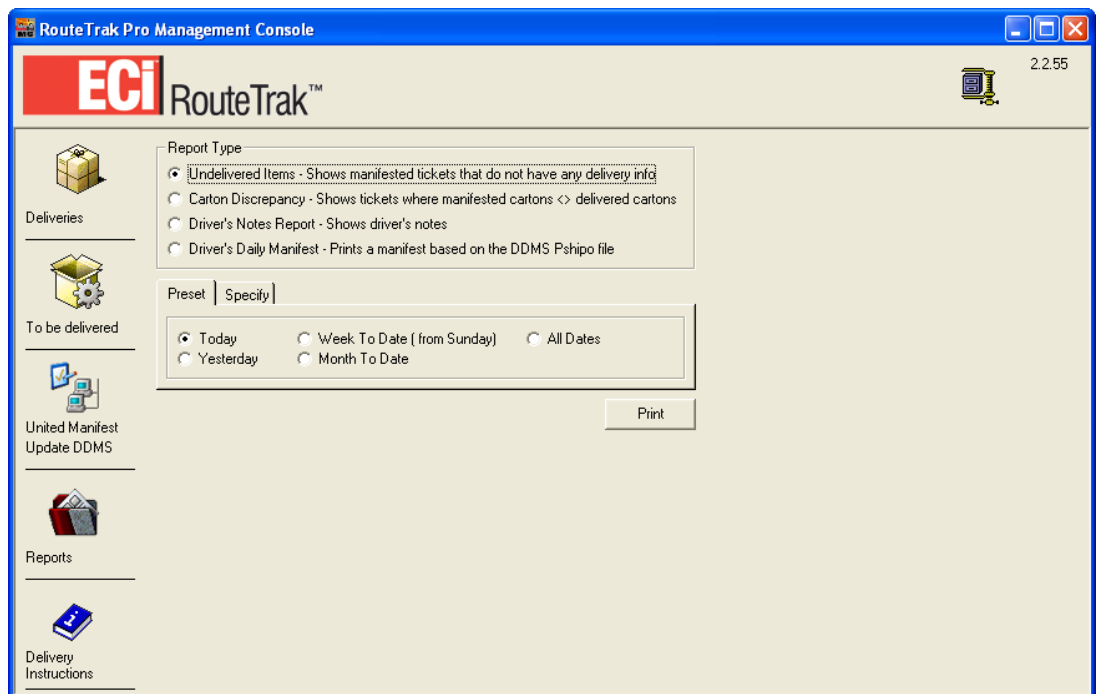 RouteTrak Pro Management Console
2.2.55
ECi RouteTrak™
Deliveries
To be delivered
United Manifest
Update DDMS
Reports
Delivery
Instructions
Report Type
Undelivered Items - Shows manifested tickets that do not have any delivery info
Carton Discrepancy - Shows tickets where manifested cartons <> delivered cartons
Driver's Notes Report - Shows driver's notes
Driver's Daily Manifest - Prints a manifest based on the DDMS Pshipo file
Preset Specify
Today Week To Date ( from Sunday) All Dates
Yesterday Month To Date
Print